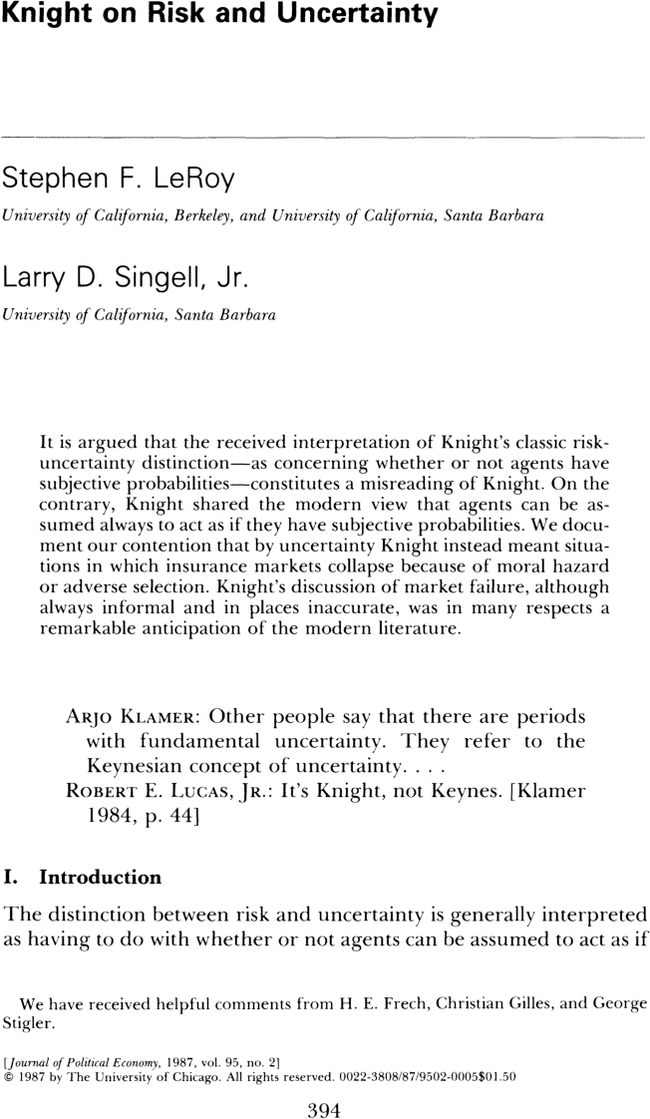 Knight on Risk and Uncertainty
Stephen F. LeRoy
University of California, Berkeley, and University of California, Santa Barbara
Larry D. Singell, Jr.
University of California, Santa Barbara
It is argued that the received interpretation of Knight's classic risk-
uncertainty distinction—as concerning whether or not agents have
subjective probabilities—constitutes a misreading of Knight. On the
contrary, Knight shared the modern view that agents can be as-
sumed always to act as if they have subjective probabilities. We docu-
ment our contention that by uncertainty Knight instead meant situa-
tions in which insurance markets collapse because of moral hazard
or adverse selection. Knight's discussion of market failure, although
always informal and in places inaccurate, was in many respects a
remarkable anticipation of the modern literature.
ARJO KLAMER: Other people say that there are periods
with fundamental uncertainty. They refer to the
Keynesian concept of uncertainty. . . .
ROBERT E. LUCAS, JR.: It's Knight, not Keynes. [Klamer
1984, p. 44]
I. Introduction
The distinction between risk and uncertainty is generally interpreted
as having to do with whether or not agents can be assumed to act as if
We have received helpful comments from H. E. Frech, Christian Gilles, and George
Stigler.
[Journal of Political Economy, 1987, vol. 95, no. 2]
© 1987 by The University of Chicago. All rights reserved. 0022-3808/87/9502-0005$01.50
394